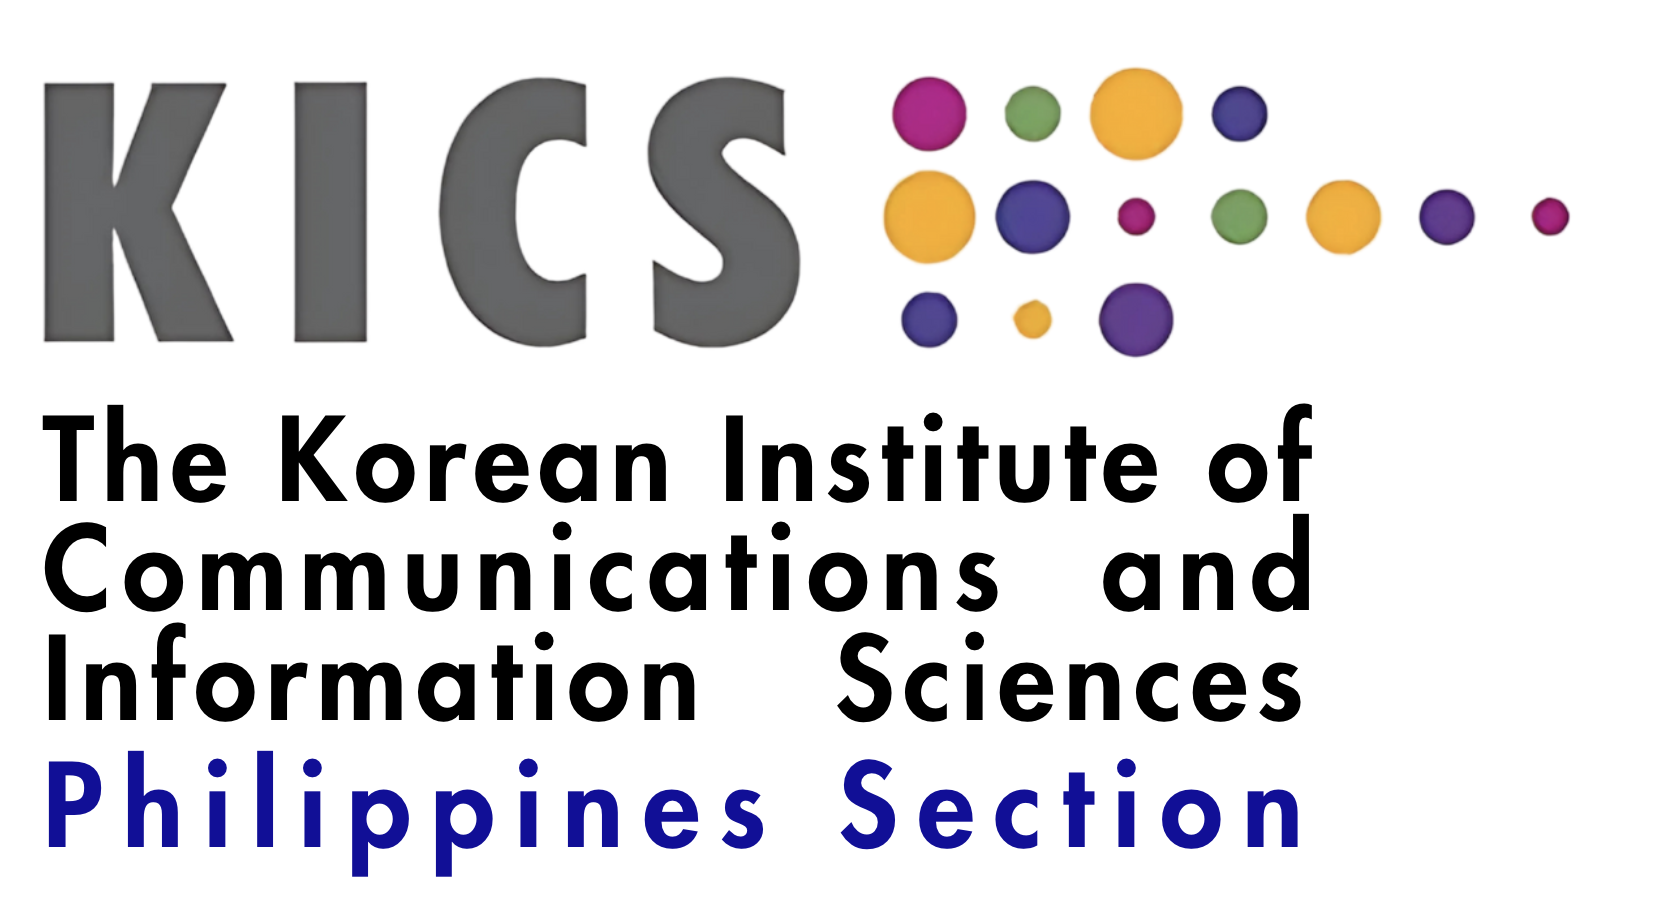 KICS
The Korean Institute of
Communications and
Information Sciences
Philippines Section